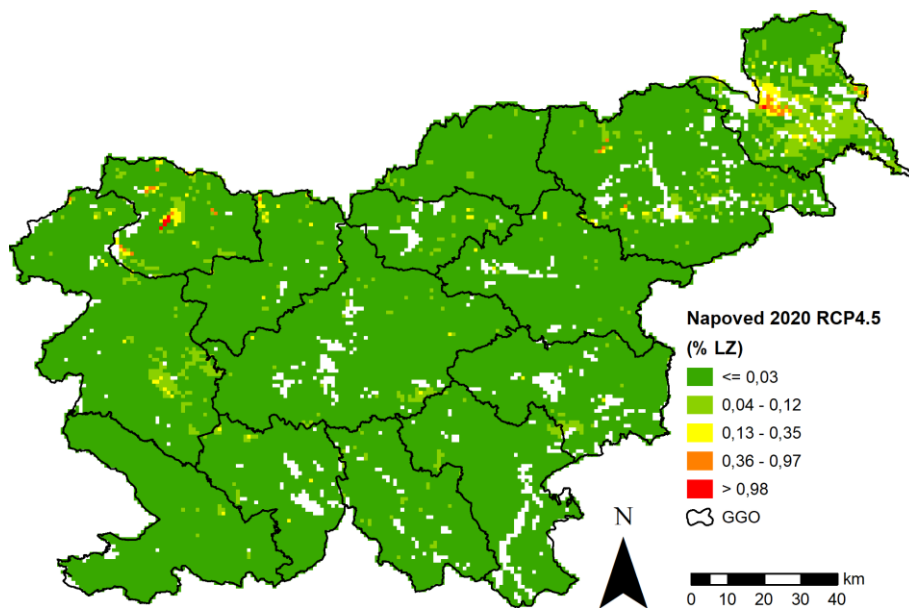 Napoved 2020 RCP4.5
(% LZ)
<= 0,03
0,04 - 0,12
0,13 - 0,35
0,36 - 0,97
> 0,98
GGO
N
km
0 10 20 30 40